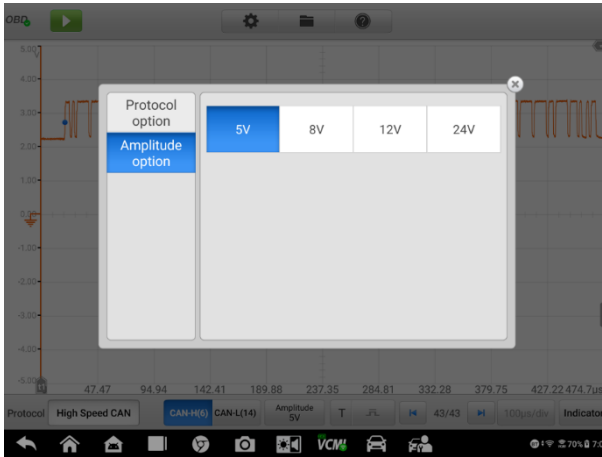 OBD
5.00
V
4.00
3.00
2.00
1.00
0.00
-1.00
-2.00
-3.00
-4.00
-5.00
Protocol
option
Amplitude
option
5V
8V
12V
24V
47.47
94.94
142.41
189.88
237.35
284.81
332.28
379.75
427.22
474.7us
Protocol
High Speed CAN
CAN-H(6)
CAN-L(14)
Amplitude
5V
T
43/43
100μs/div
Indicator
VCMI
70%